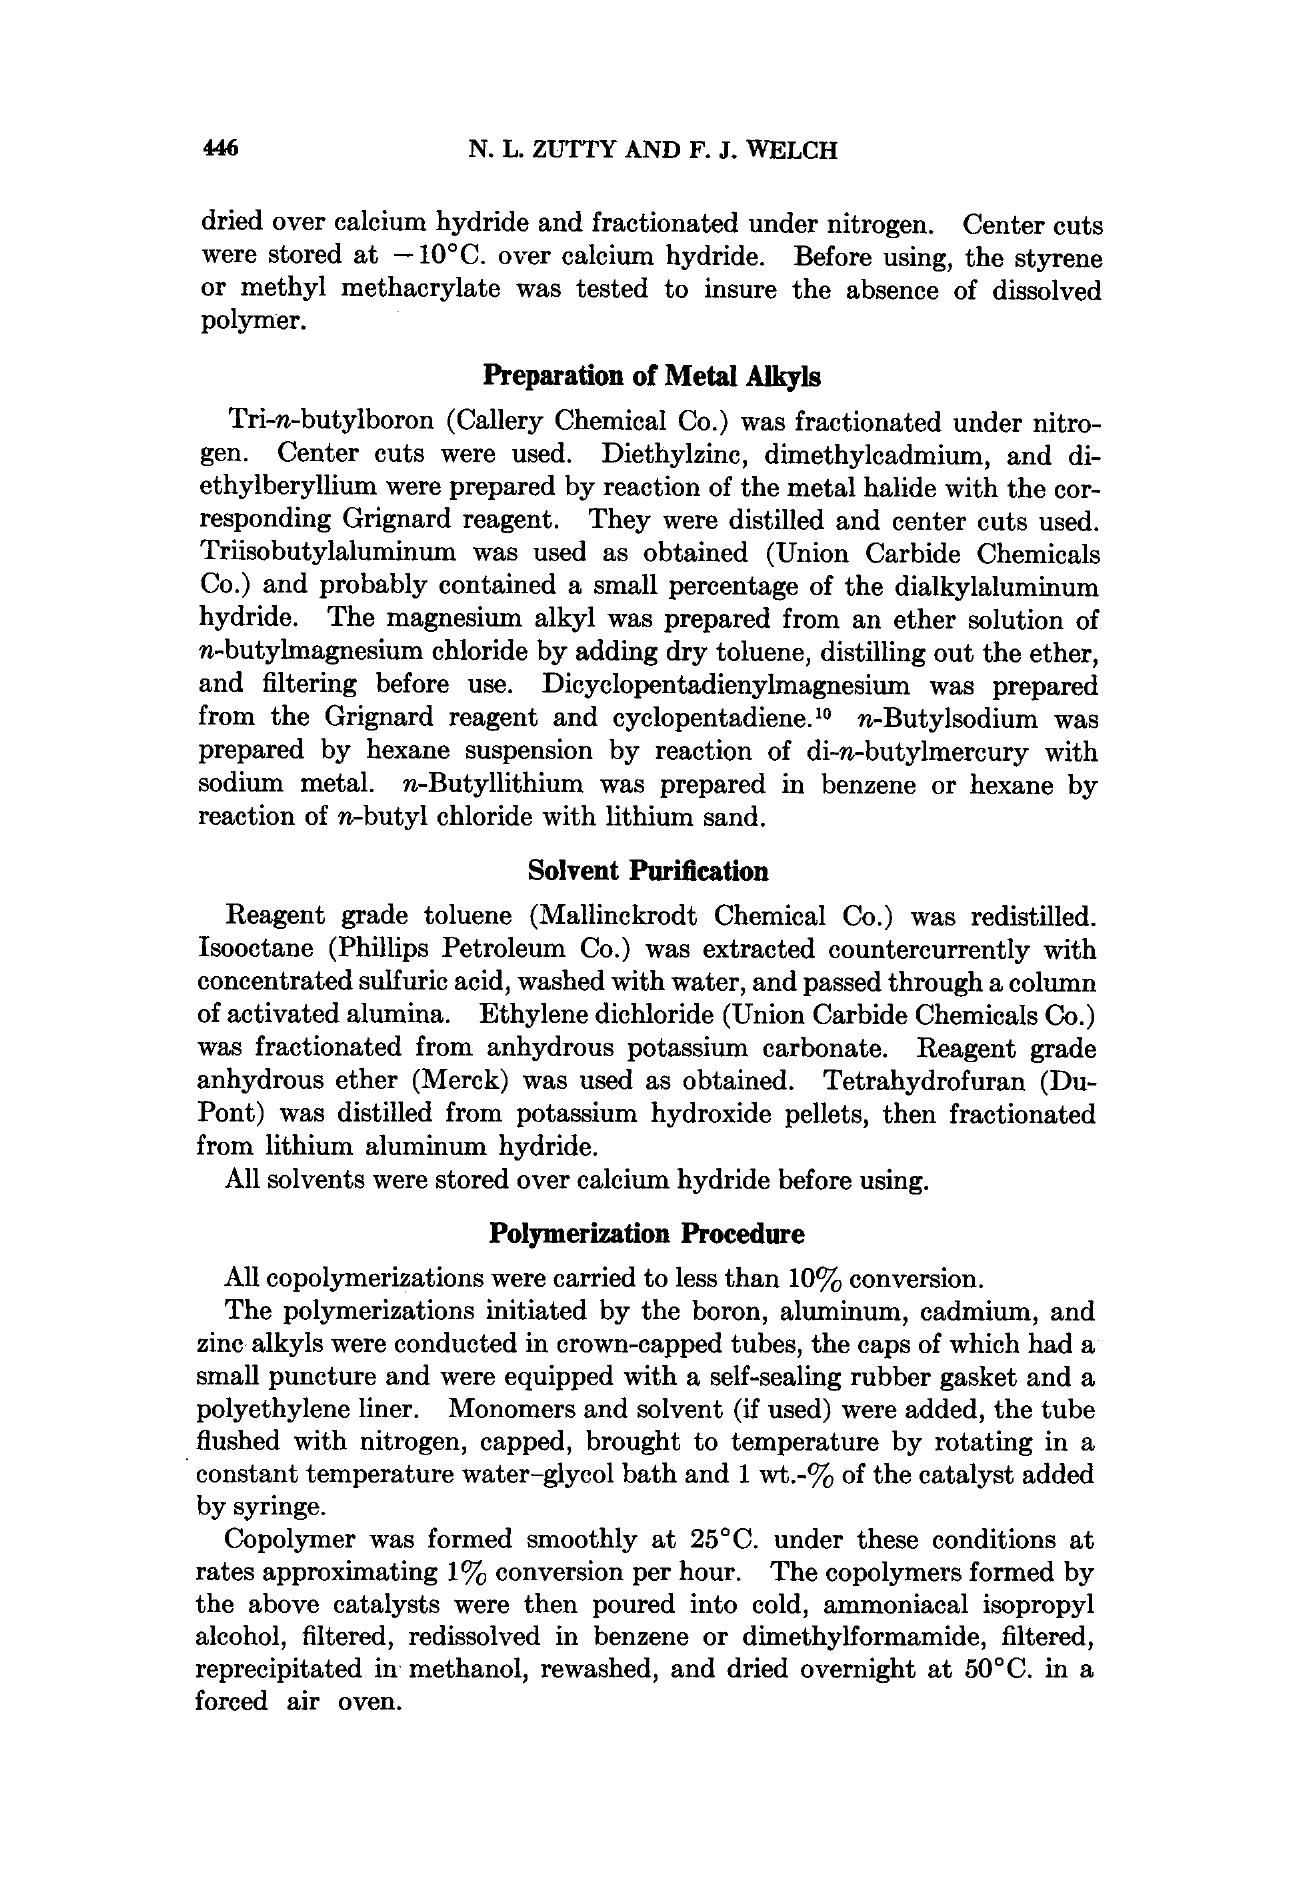 446 N. L. ZUTTY AND F. J. WELCH
dried over calcium hydride and fractionated under nitrogen. Center cuts
were stored at −10°C. over calcium hydride. Before using, the styrene
or methyl methacrylate was tested to insure the absence of dissolved
polymer.
Preparation of Metal Alkyls
Tri-n-butylboron (Callery Chemical Co.) was fractionated under nitro-
gen. Center cuts were used. Diethylzinc, dimethylcadmium, and di-
ethylberyllium were prepared by reaction of the metal halide with the cor-
responding Grignard reagent. They were distilled and center cuts used.
Triisobutylaluminum was used as obtained (Union Carbide Chemicals
Co.) and probably contained a small percentage of the dialkylaluminum
hydride. The magnesium alkyl was prepared from an ether solution of
n-butylmagnesium chloride by adding dry toluene, distilling out the ether,
and filtering before use. Dicyclopentadienylmagnesium was prepared
from the Grignard reagent and cyclopentadiene.¹⁰ n-Butylsodium was
prepared by hexane suspension by reaction of di-n-butylmercury with
sodium metal. n-Butyllithium was prepared in benzene or hexane by
reaction of n-butyl chloride with lithium sand.
Solvent Purification
Reagent grade toluene (Mallinckrodt Chemical Co.) was redistilled.
Isooctane (Phillips Petroleum Co.) was extracted countercurrently with
concentrated sulfuric acid, washed with water, and passed through a column
of activated alumina. Ethylene dichloride (Union Carbide Chemicals Co.)
was fractionated from anhydrous potassium carbonate. Reagent grade
anhydrous ether (Merck) was used as obtained. Tetrahydrofuran (Du-
Pont) was distilled from potassium hydroxide pellets, then fractionated
from lithium aluminum hydride.
All solvents were stored over calcium hydride before using.
Polymerization Procedure
All copolymerizations were carried to less than 10% conversion.
The polymerizations initiated by the boron, aluminum, cadmium, and
zinc alkyls were conducted in crown-capped tubes, the caps of which had a
small puncture and were equipped with a self-sealing rubber gasket and a
polyethylene liner. Monomers and solvent (if used) were added, the tube
flushed with nitrogen, capped, brought to temperature by rotating in a
constant temperature water–glycol bath and 1 wt.-% of the catalyst added
by syringe.
Copolymer was formed smoothly at 25°C. under these conditions at
rates approximating 1% conversion per hour. The copolymers formed by
the above catalysts were then poured into cold, ammoniacal isopropyl
alcohol, filtered, redissolved in benzene or dimethylformamide, filtered,
reprecipitated in methanol, rewashed, and dried overnight at 50°C. in a
forced air oven.